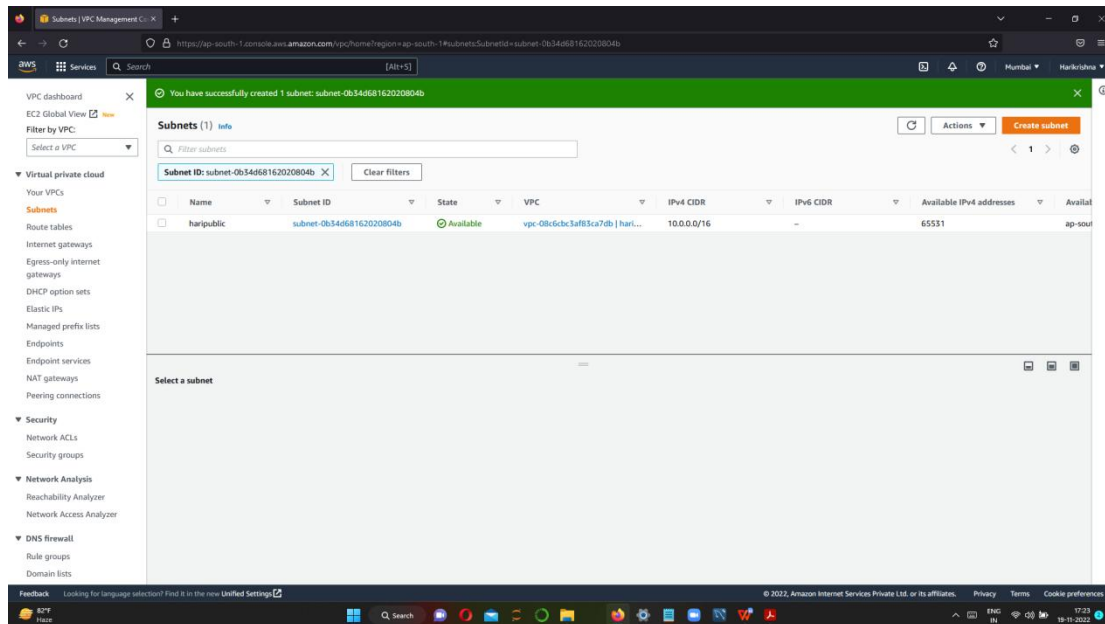 Subnets | VPC Management Co
https://ap-south-1.console.aws.amazon.com/vpc/home?region=ap-south-1#subnets:SubnetId=subnet-0b34d68162020804b
aws Services Search [Alt+S] Mumbai Harikrishna
VPC dashboard
EC2 Global View New
Filter by VPC:
Select a VPC
Virtual private cloud
Your VPCs
Subnets
Route tables
Internet gateways
Egress-only internet
gateways
DHCP option sets
Elastic IPs
Managed prefix lists
Endpoints
Endpoint services
NAT gateways
Peering connections
Security
Network ACLs
Security groups
Network Analysis
Reachability Analyzer
Network Access Analyzer
DNS firewall
Rule groups
Domain lists
You have successfully created 1 subnet: subnet-0b34d68162020804b
Subnets (1) Info Actions Create subnet
Filter subnets 1
Subnet ID: subnet-0b34d68162020804b Clear filters
Name Subnet ID State VPC IPv4 CIDR IPv6 CIDR Available IPv4 addresses Availab
haripublic subnet-0b34d68162020804b Available vpc-08c6cbc3af83ca7db | hari... 10.0.0.0/16 – 65531 ap-sout
Select a subnet
Feedback Looking for language selection? Find it in the new Unified Settings © 2022, Amazon Internet Services Private Ltd. or its affiliates. Privacy Terms Cookie preferences
82°F
Haze
Search
ENG
IN
17:23
19-11-2022